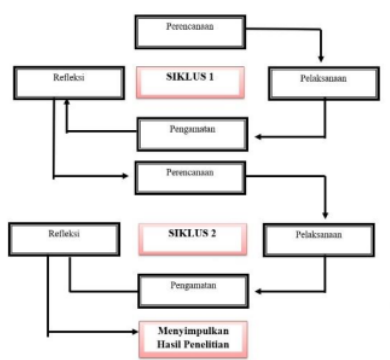 Perencanaan
Refleksi
SIKLUS 1
Pelaksanaan
Pengamatan
Perencanaan
Refleksi
SIKLUS 2
Pelaksanaan
Pengamatan
Menyimpulkan
Hasil Penelitian